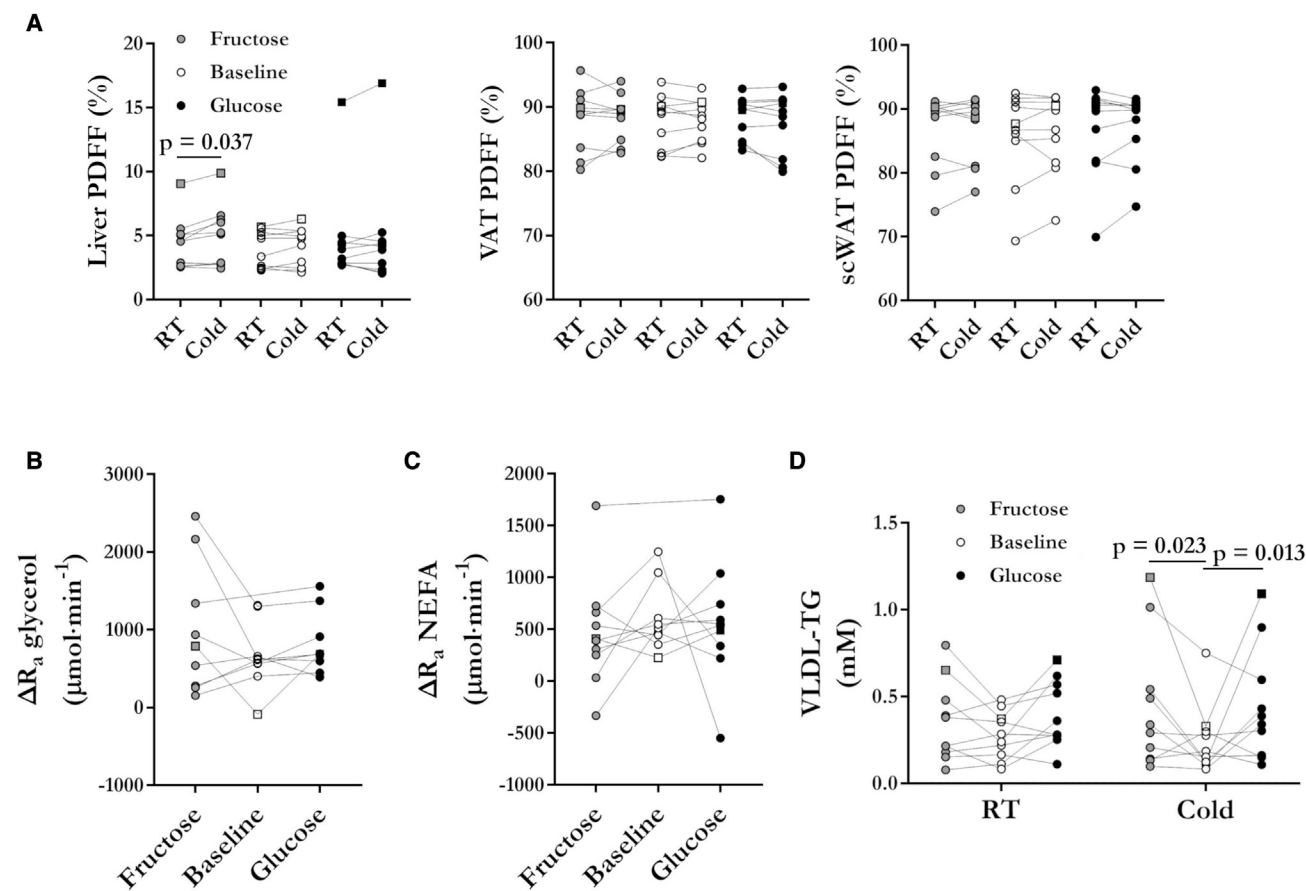 A
Fructose
Baseline
Glucose
p = 0.037
Liver PDFF (%)
20
15
10
5
0
RT
Cold
RT
Cold
RT
Cold
VAT PDFF (%)
100
90
80
70
60
RT
Cold
RT
Cold
RT
Cold
scWAT PDFF (%)
100
90
80
70
60
RT
Cold
RT
Cold
RT
Cold
B
ΔRa glycerol
(μmol·min-1)
3000
2000
1000
0
-1000
Fructose
Baseline
Glucose
C
ΔRa NEFA
(μmol·min-1)
2000
1500
1000
500
0
-500
-1000
Fructose
Baseline
Glucose
D
Fructose
Baseline
Glucose
p = 0.023
p = 0.013
VLDL-TG
(mM)
1.5
1.0
0.5
0.0
RT
Cold